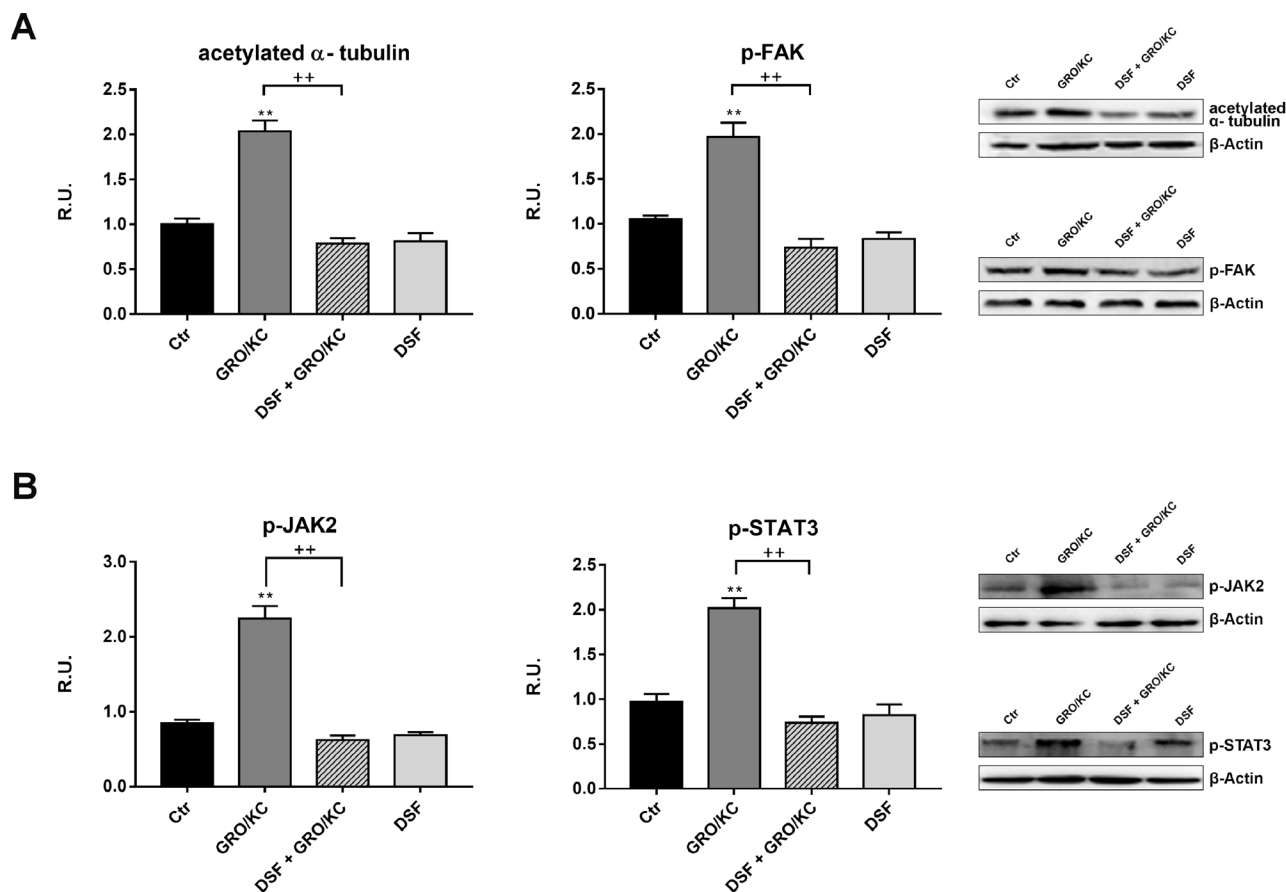 A
acetylated α- tubulin
++
**
R.U.
2.5
2.0
1.5
1.0
0.5
0.0
Ctr
GRO/KC
DSF + GRO/KC
DSF
p-FAK
++
**
R.U.
2.5
2.0
1.5
1.0
0.5
0.0
Ctr
GRO/KC
DSF + GRO/KC
DSF
Ctr
GRO/KC
DSF + GRO/KC
DSF
acetylated
α- tubulin
β-Actin
Ctr
GRO/KC
DSF + GRO/KC
DSF
p-FAK
β-Actin
B
p-JAK2
++
**
R.U.
3.0
2.0
1.0
0.0
Ctr
GRO/KC
DSF + GRO/KC
DSF
p-STAT3
++
**
R.U.
2.5
2.0
1.5
1.0
0.5
0.0
Ctr
GRO/KC
DSF + GRO/KC
DSF
Ctr
GRO/KC
DSF + GRO/KC
DSF
p-JAK2
β-Actin
Ctr
GRO/KC
DSF + GRO/KC
DSF
p-STAT3
β-Actin